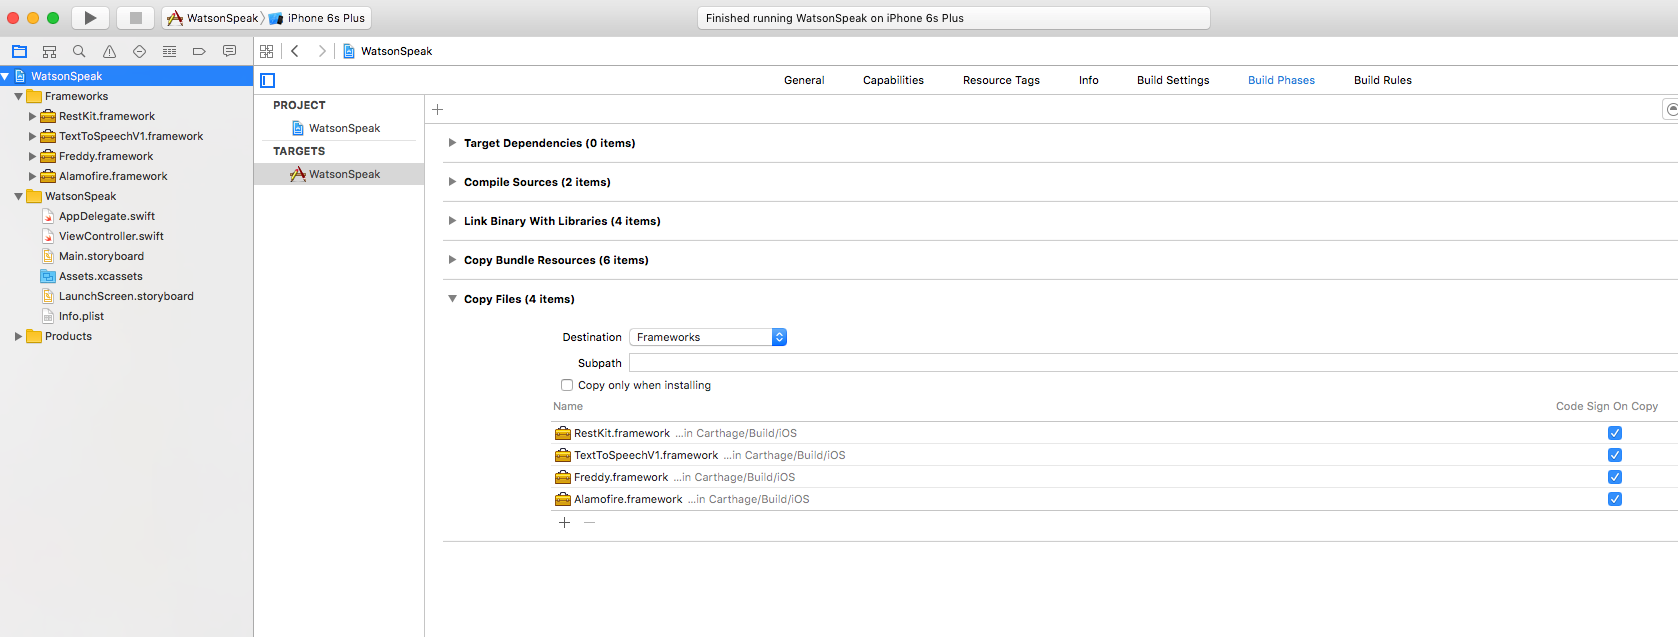 WatsonSpeak
iPhone 6s Plus
Finished running WatsonSpeak on iPhone 6s Plus
WatsonSpeak
WatsonSpeak
Frameworks
RestKit.framework
TextToSpeechV1.framework
Freddy.framework
Alamofire.framework
WatsonSpeak
AppDelegate.swift
ViewController.swift
Main.storyboard
Assets.xcassets
LaunchScreen.storyboard
Info.plist
Products
General Capabilities Resource Tags Info Build Settings Build Phases Build Rules
PROJECT
WatsonSpeak
TARGETS
WatsonSpeak
Target Dependencies (0 items)
Compile Sources (2 items)
Link Binary With Libraries (4 items)
Copy Bundle Resources (6 items)
Copy Files (4 items)
Destination Frameworks
Subpath
Copy only when installing
Name Code Sign On Copy
RestKit.framework ...in Carthage/Build/iOS
TextToSpeechV1.framework ...in Carthage/Build/iOS
Freddy.framework ...in Carthage/Build/iOS
Alamofire.framework ...in Carthage/Build/iOS